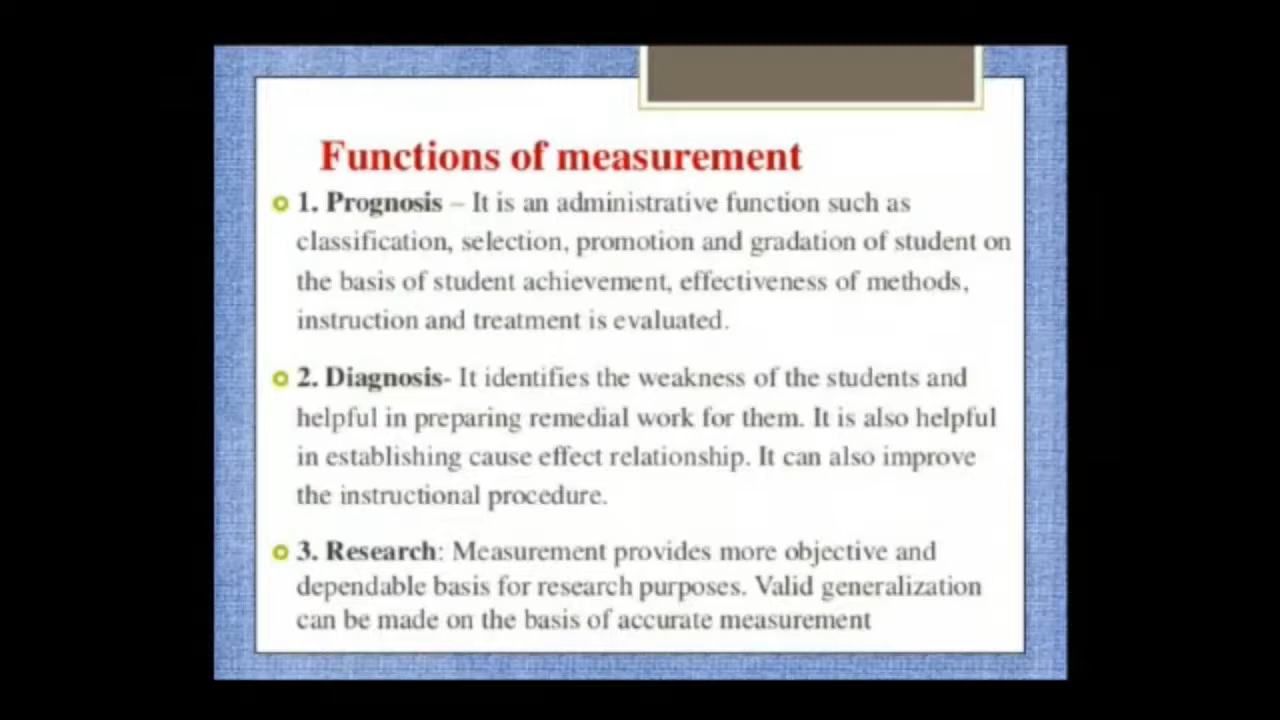 Functions of measurement
1. Prognosis – It is an administrative function such as
classification, selection, promotion and gradation of student on
the basis of student achievement, effectiveness of methods,
instruction and treatment is evaluated.
2. Diagnosis- It identifies the weakness of the students and
helpful in preparing remedial work for them. It is also helpful
in establishing cause effect relationship. It can also improve
the instructional procedure.
3. Research: Measurement provides more objective and
dependable basis for research purposes. Valid generalization
can be made on the basis of accurate measurement